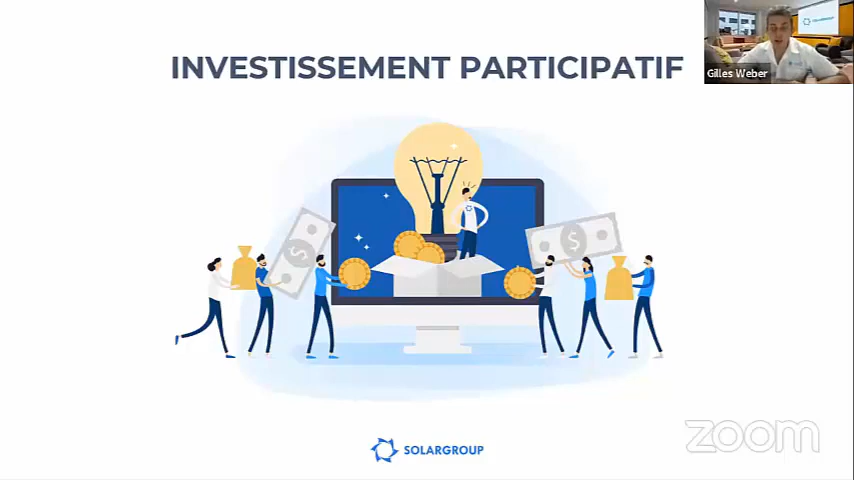 INVESTISSEMENT PARTICIPATIF
Gilles Weber
SOLARGROUP
zoom